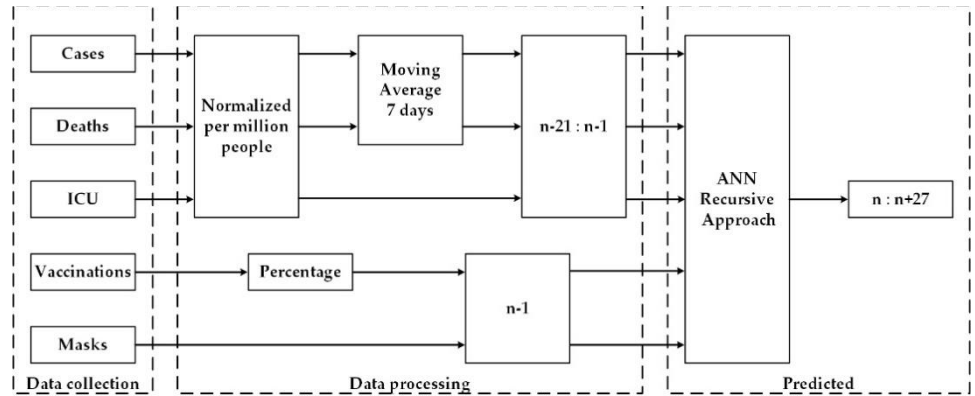 Cases
Deaths
ICU
Vaccinations
Masks
Data collection
Normalized
per million
people
Moving
Average
7 days
n-21 : n-1
Percentage
n-1
Data processing
ANN
Recursive
Approach
n : n+27
Predicted